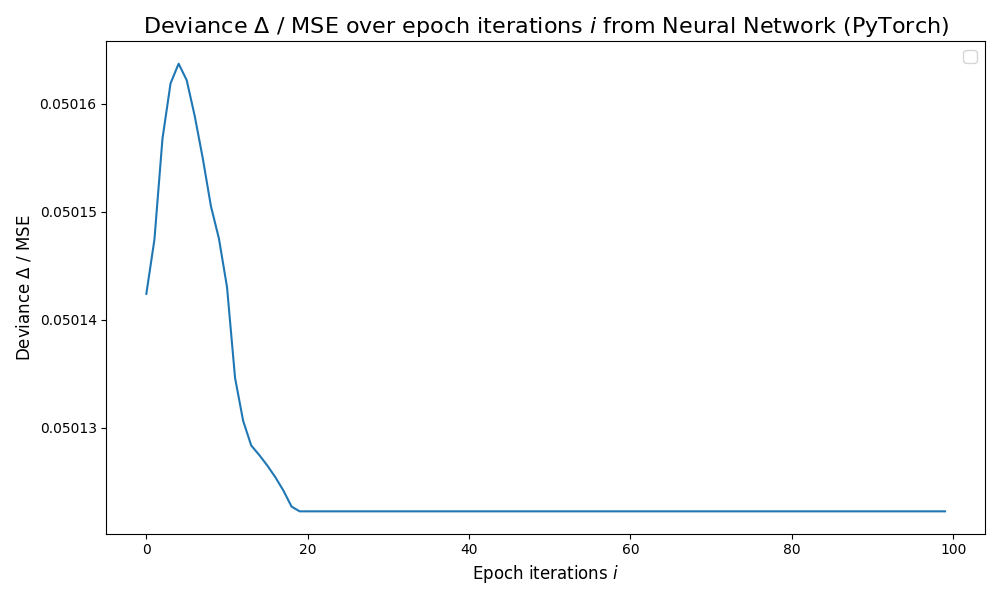 Deviance Δ / MSE over epoch iterations i from Neural Network (PyTorch)
Deviance Δ / MSE
0.05016
0.05015
0.05014
0.05013
0 20 40 60 80 100
Epoch iterations i